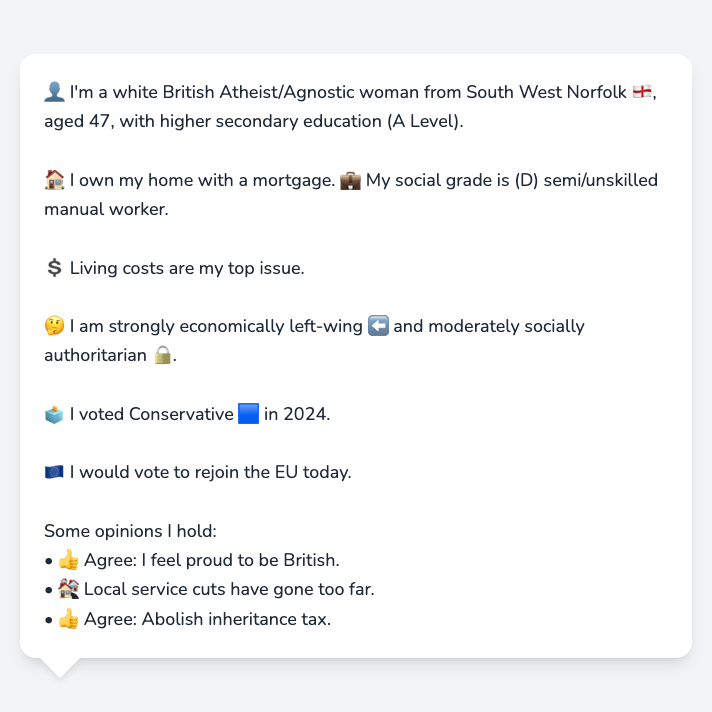 👤 I'm a white British Atheist/Agnostic woman from South West Norfolk 🏴󠁧󠁢󠁥󠁮󠁧󠁿,
aged 47, with higher secondary education (A Level).
🏠 I own my home with a mortgage. 💼 My social grade is (D) semi/unskilled
manual worker.
💲 Living costs are my top issue.
🤔 I am strongly economically left-wing ⬅️ and moderately socially
authoritarian 🔒.
🗳️ I voted Conservative 🟦 in 2024.
🇪🇺 I would vote to rejoin the EU today.
Some opinions I hold:
• 👍 Agree: I feel proud to be British.
• 🏚️ Local service cuts have gone too far.
• 👍 Agree: Abolish inheritance tax.